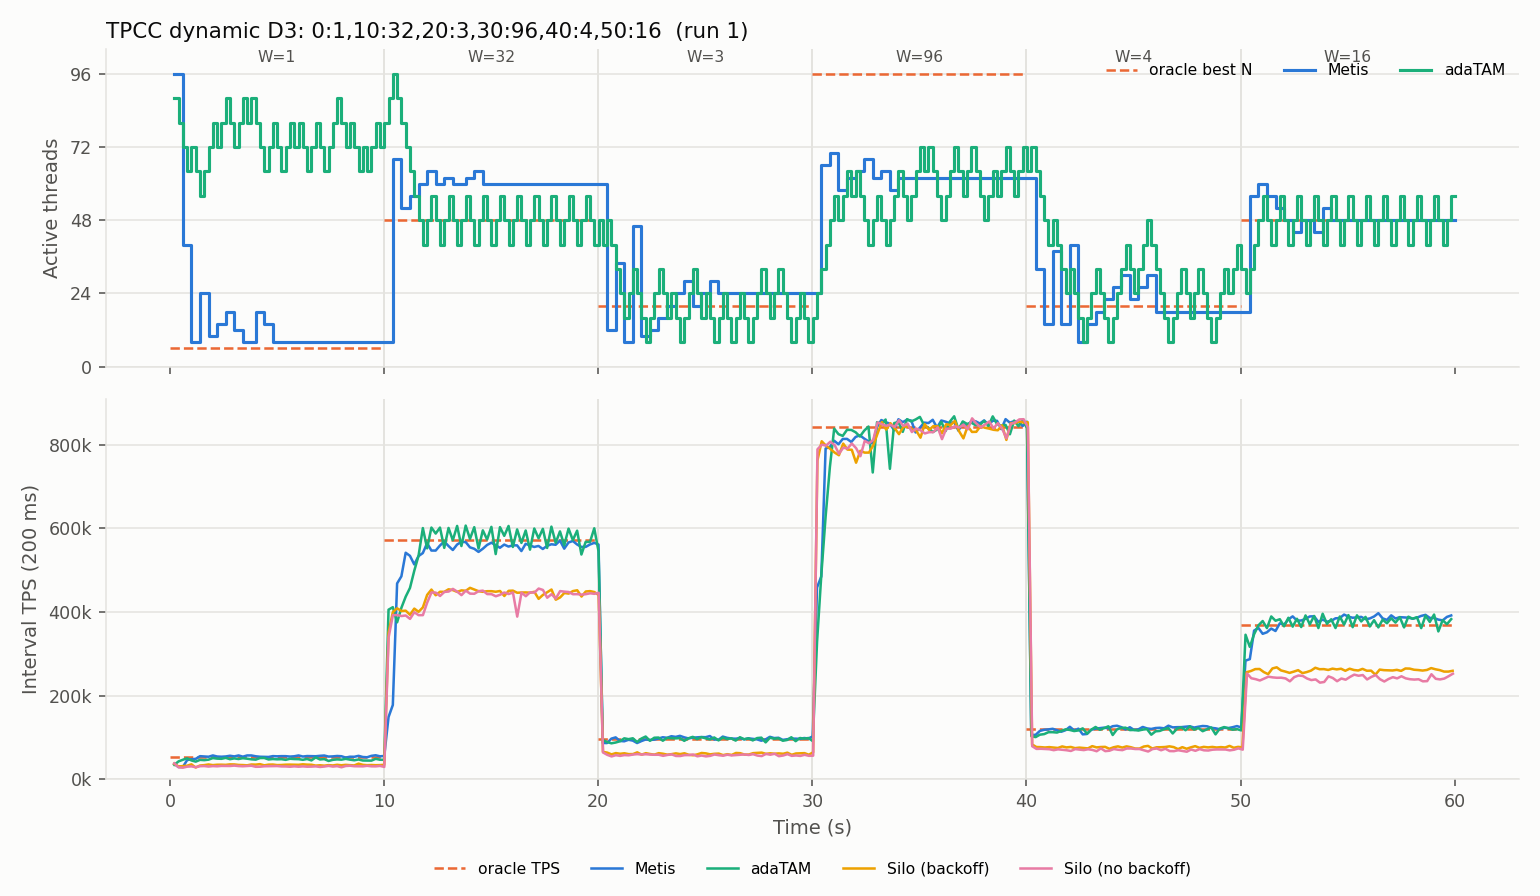 TPCC dynamic D3: 0:1,10:32,20:3,30:96,40:4,50:16  (run 1)
W=1
W=32
W=3
W=96
W=4
W=16
oracle best N
Metis
adaTAM
Active threads
96
72
48
24
0
Interval TPS (200 ms)
800k
600k
400k
200k
0k
0
10
20
30
40
50
60
Time (s)
oracle TPS
Metis
adaTAM
Silo (backoff)
Silo (no backoff)